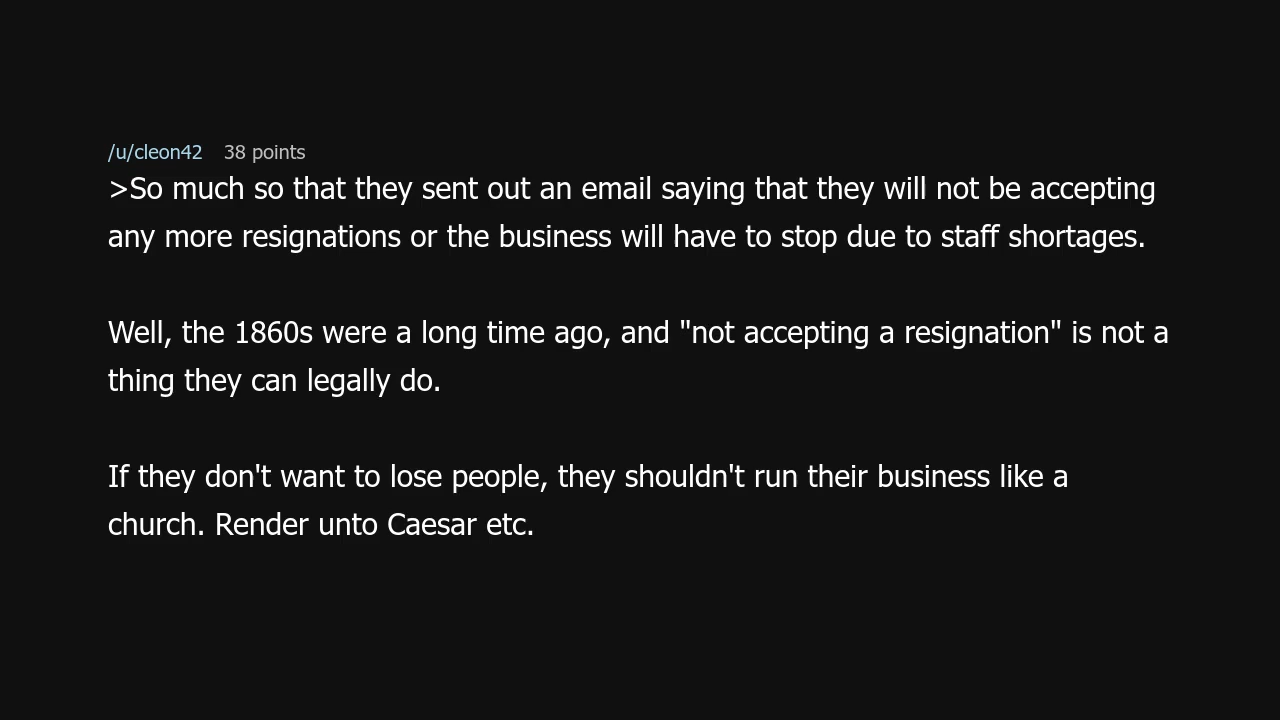 /u/cleon42 38 points
>So much so that they sent out an email saying that they will not be accepting
any more resignations or the business will have to stop due to staff shortages.
Well, the 1860s were a long time ago, and "not accepting a resignation" is not a
thing they can legally do.
If they don't want to lose people, they shouldn't run their business like a
church. Render unto Caesar etc.